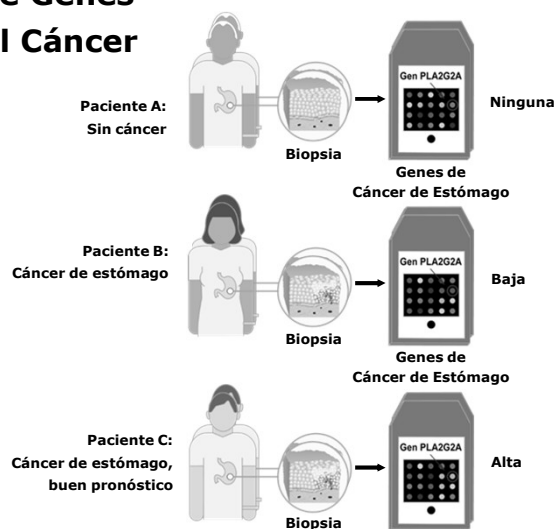 e Genes
l Cáncer
Paciente A:
Sin cáncer
Biopsia
Gen PLA2G2A
Ninguna
Genes de
Cáncer de Estómago
Paciente B:
Cáncer de estómago
Biopsia
Gen PLA2G2A
Baja
Genes de
Cáncer de Estómago
Paciente C:
Cáncer de estómago,
buen pronóstico
Biopsia
Gen PLA2G2A
Alta